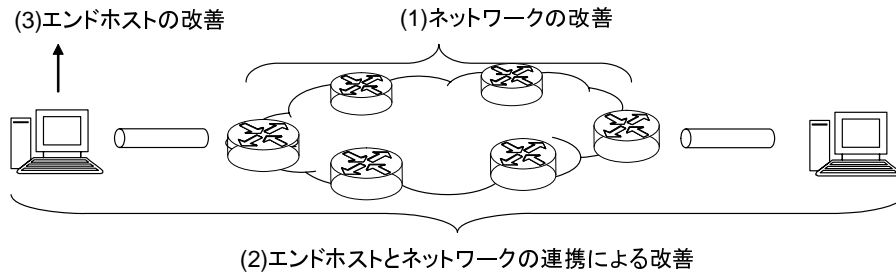 (3)エンドホストの改善
(1)ネットワークの改善
(2)エンドホストとネットワークの連携による改善